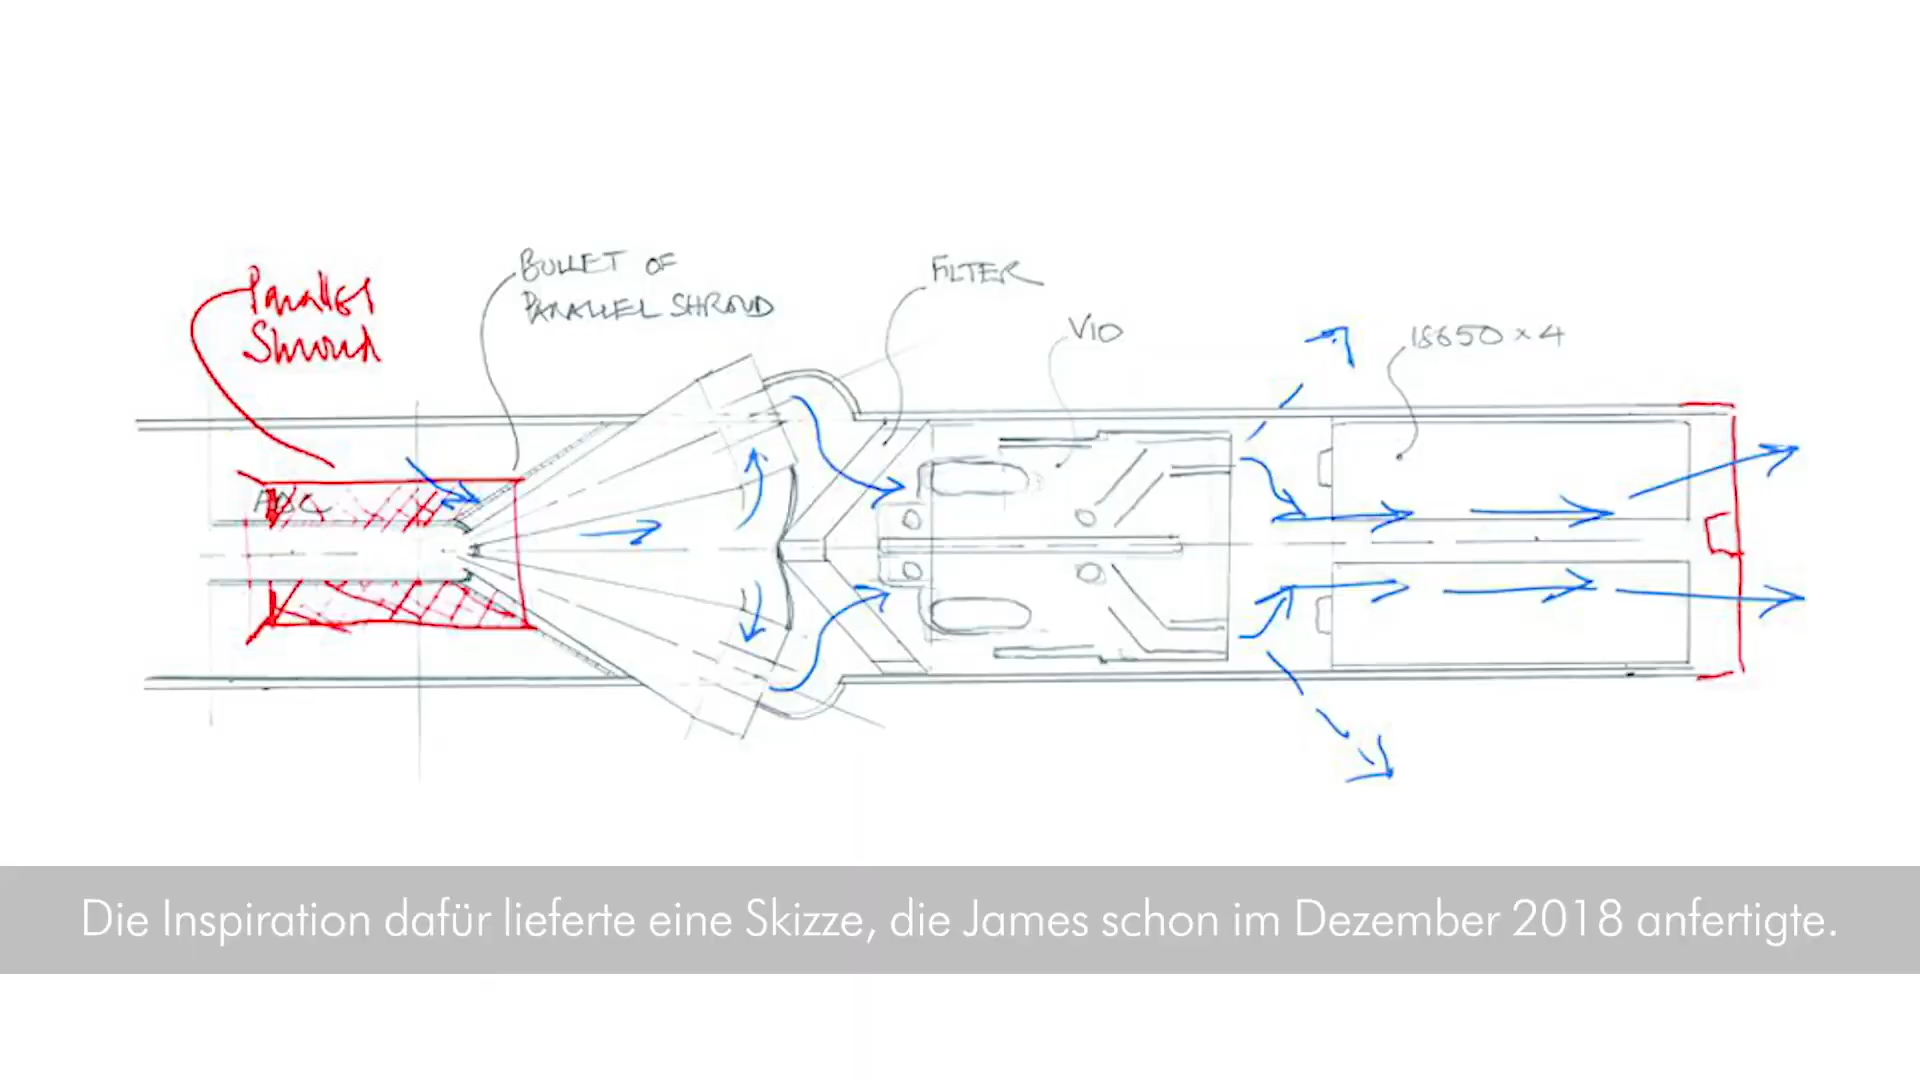 Parallel
Shroud
BULLET OF
PARALLEL SHROUD
FILTER
V10
18650 × 4
Die Inspiration dafür lieferte eine Skizze, die James schon im Dezember 2018 anfertigte.